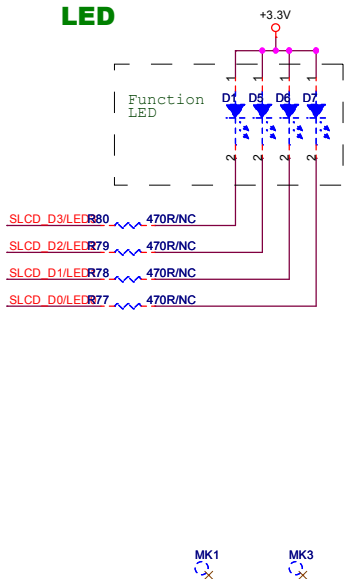 LED
+3.3V
1 1 1 1
Function D1 D5 D6 D7
LED
2 2 2 2
SLCD_D3/LED R80 470R/NC
SLCD_D2/LED R79 470R/NC
SLCD_D1/LED R78 470R/NC
SLCD_D0/LED R77 470R/NC
MK1 MK3